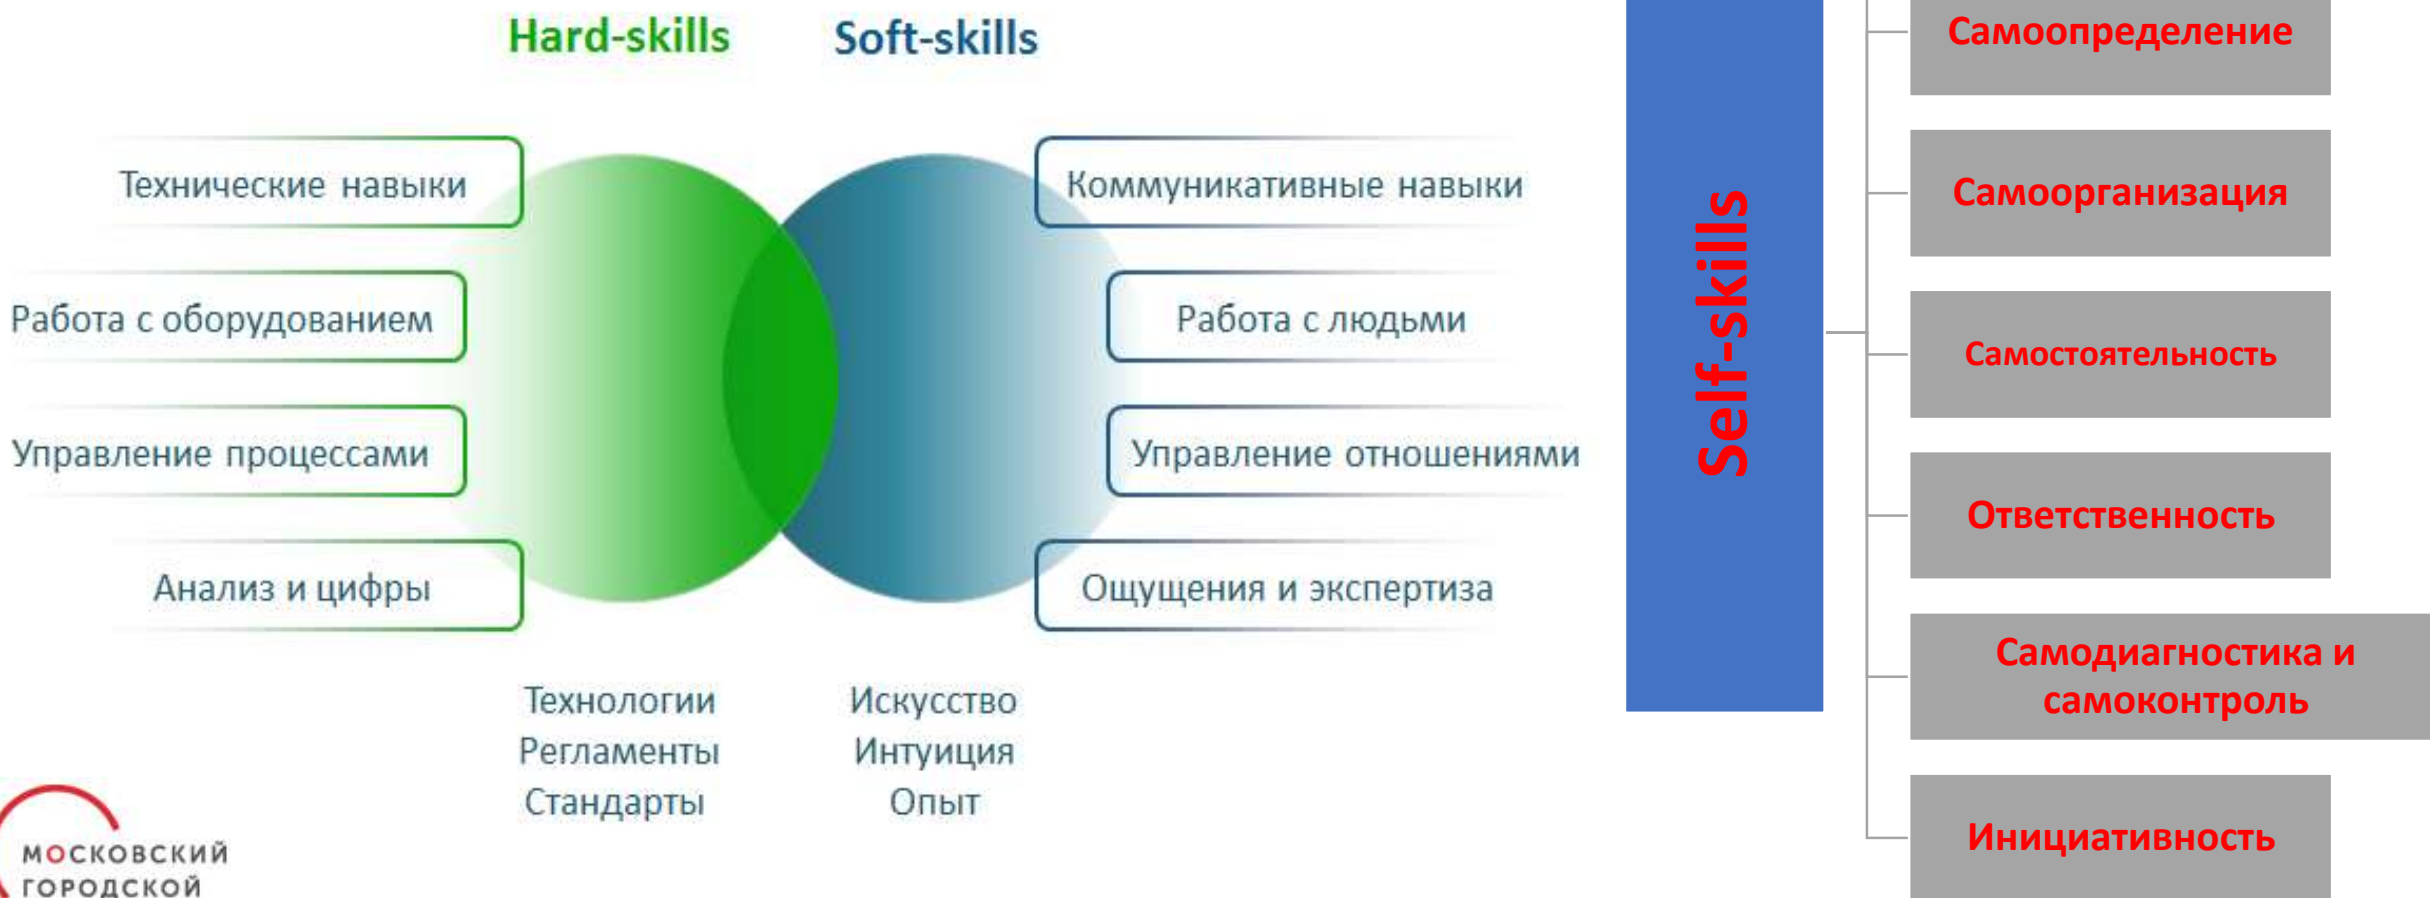 Hard-skills
Soft-skills
Технические навыки
Работа с оборудованием
Управление процессами
Анализ и цифры
Коммуникативные навыки
Работа с людьми
Управление отношениями
Ощущения и экспертиза
Технологии
Регламенты
Стандарты
Искусство
Интуиция
Опыт
Self-skills
Самоопределение
Самоорганизация
Самостоятельность
Ответственность
Самодиагностика и
самоконтроль
Инициативность
МОСКОВСКИЙ
ГОРОДСКОЙ